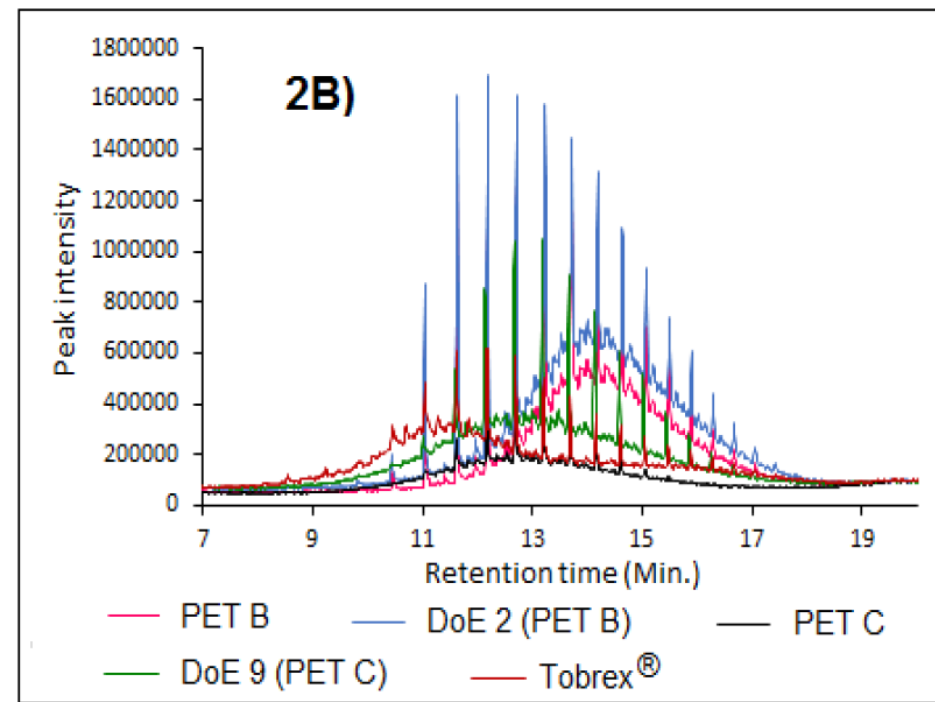 1800000
1600000
1400000
1200000
1000000
800000
600000
400000
200000
0
2B)
Peak intensity
7 9 11 13 15 17 19
Retention time (Min.)
PET B DoE 2 (PET B) PET C
DoE 9 (PET C) Tobrex®